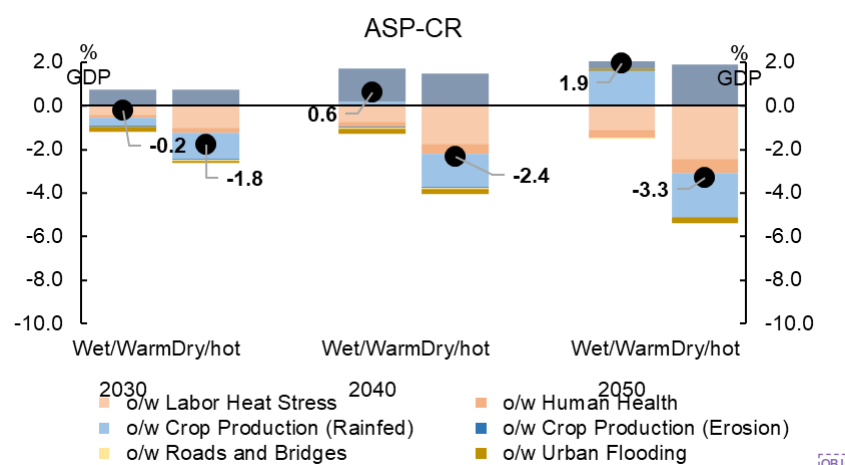 ASP-CR
% GDP
% GDP
2.0 2.0
0.0 0.0
-2.0 -2.0
-4.0 -4.0
-6.0 -6.0
-8.0 -8.0
-10.0 -10.0
-0.2
-1.8
0.6
-2.4
1.9
-3.3
Wet/WarmDry/hot Wet/WarmDry/hot Wet/WarmDry/hot
2030 2040 2050
o/w Labor Heat Stress o/w Human Health
o/w Crop Production (Rainfed) o/w Crop Production (Erosion)
o/w Roads and Bridges o/w Urban Flooding